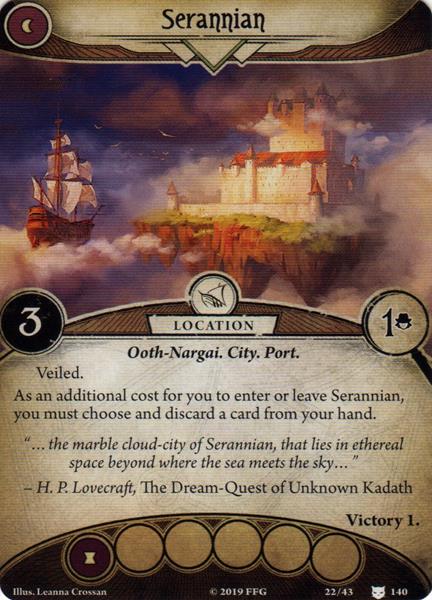 Serannian
3
LOCATION
1
Ooth-Nargai. City. Port.
Veiled.
As an additional cost for you to enter or leave Serannian,
you must choose and discard a card from your hand.
“… the marble cloud-city of Serannian, that lies in ethereal
space beyond where the sea meets the sky…”
– H. P. Lovecraft, The Dream-Quest of Unknown Kadath
Victory 1.
Illus. Leanna Crossan © 2019 FFG 22/43 140